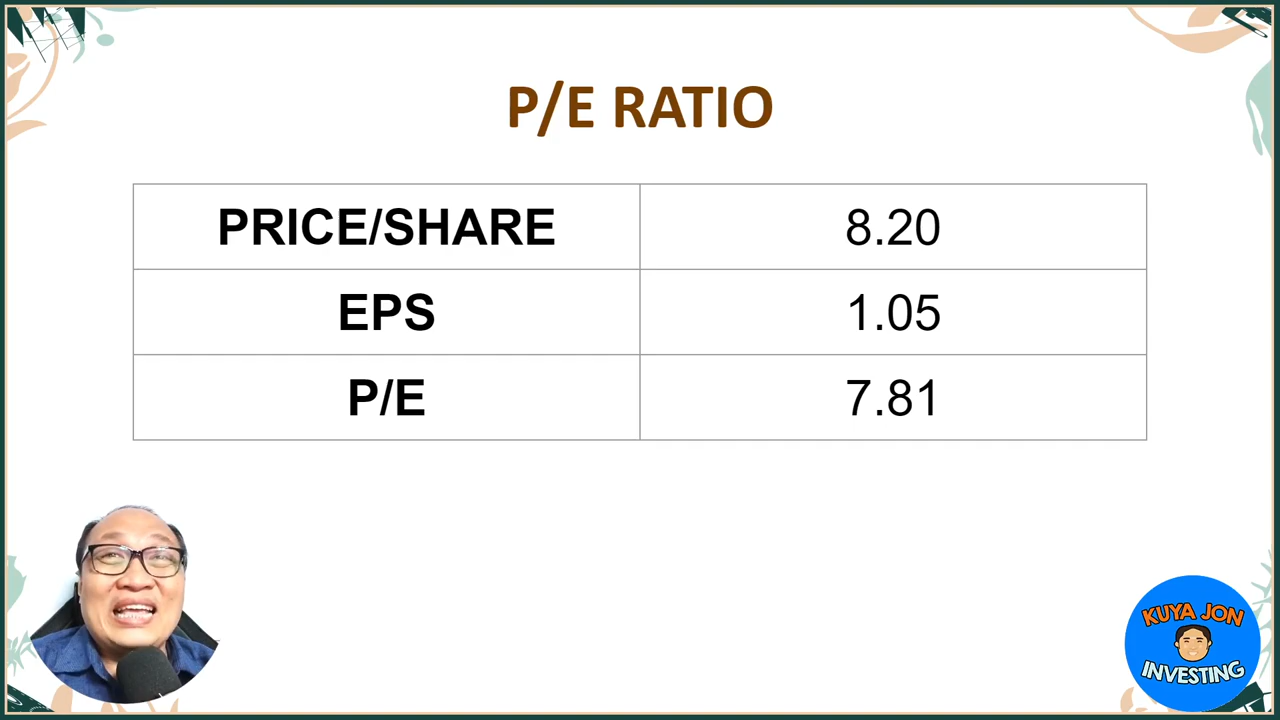 P/E RATIO
PRICE/SHARE 8.20
EPS 1.05
P/E 7.81
KUYA JON
INVESTING